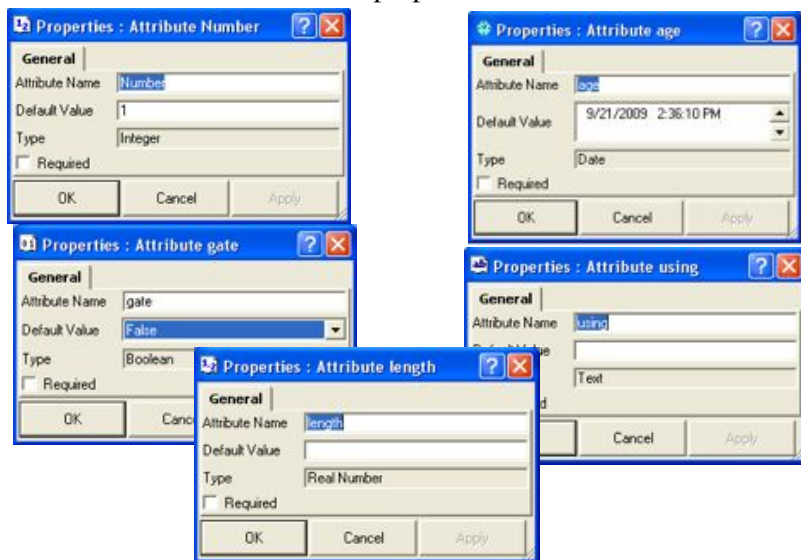 Properties : Attribute Number
General
Attribute Name Number
Default Value 1
Type Integer
Required
OK Cancel Apply
Properties : Attribute age
General
Attribute Name age
Default Value 9/21/2009 2:36:10 PM
Type Date
Required
OK Cancel Apply
Properties : Attribute gate
General
Attribute Name gate
Default Value False
Type Boolean
Required
OK Canc
Properties : Attribute using
General
Attribute Name using
Text
Cancel Apply
Properties : Attribute length
General
Attribute Name length
Default Value
Type Real Number
Required
OK Cancel Apply